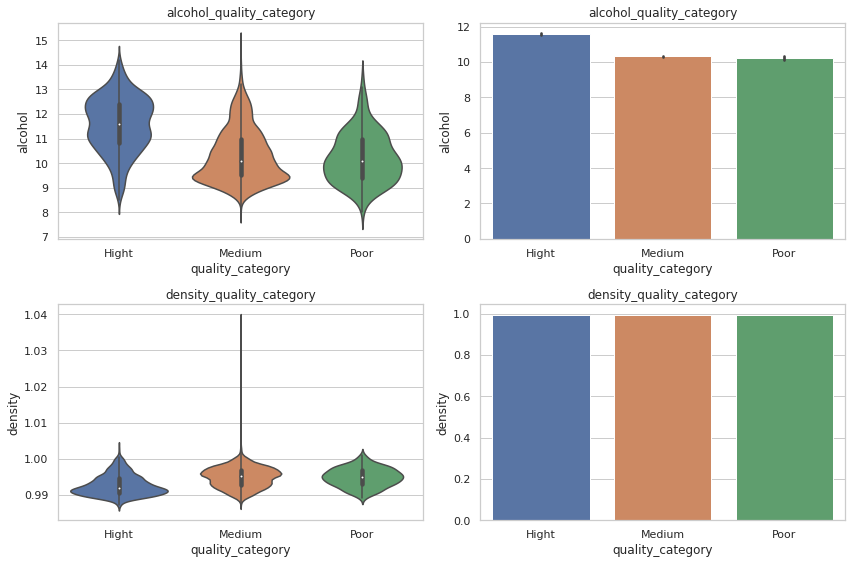 alcohol_quality_category
15
14
13
12
11
10
9
8
7
alcohol
Hight Medium Poor
quality_category
alcohol_quality_category
12
10
8
6
4
2
0
alcohol
Hight Medium Poor
quality_category
density_quality_category
1.04
1.03
1.02
1.01
1.00
0.99
density
Hight Medium Poor
quality_category
density_quality_category
1.0
0.8
0.6
0.4
0.2
0.0
density
Hight Medium Poor
quality_category